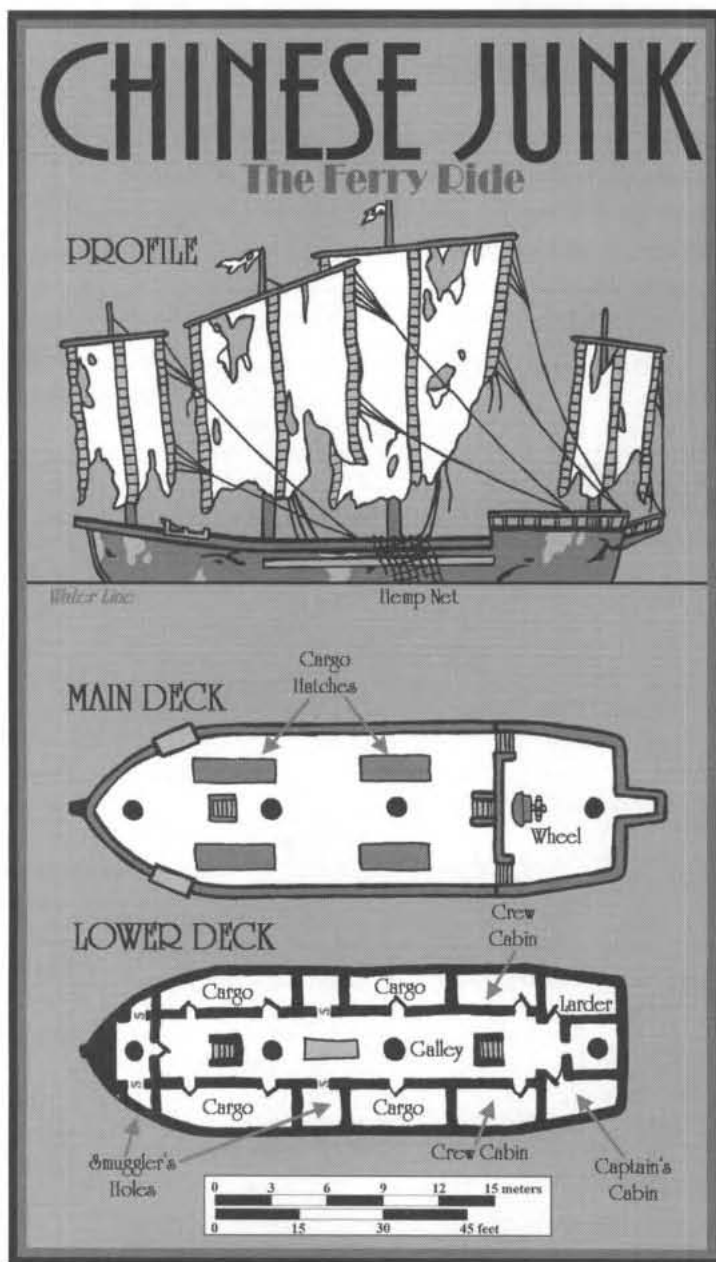 CHINESE JUNK
The Ferry Ride
PROFILE
Water Line
Hemp Net
Cargo
Hatches
MAIN DECK
Wheel
LOWER DECK
Crew
Cabin
Cargo
Cargo
Larder
S
S
Galley
S
S
Cargo
Cargo
Smuggler's
Holes
Crew Cabin
Captain's
Cabin
0 3 6 9 12 15 meters
0 15 30 45 feet